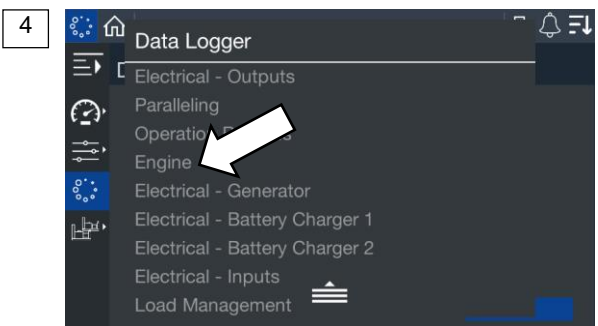 4
Data Logger
Electrical - Outputs
Paralleling
Engine
Electrical - Generator
Electrical - Battery Charger 1
Electrical - Battery Charger 2
Electrical - Inputs
Load Management